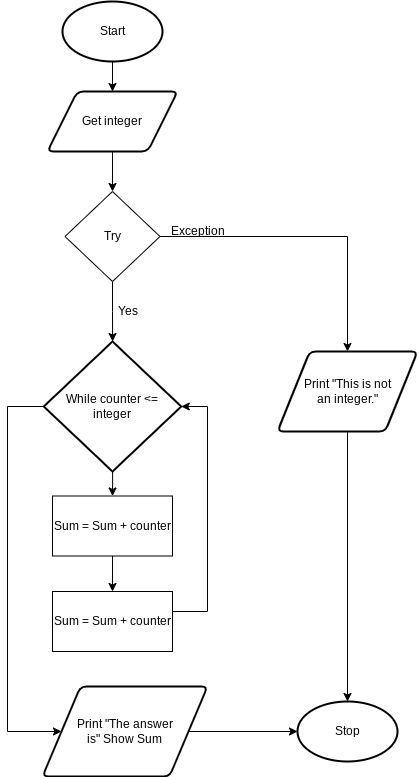 Start
Get integer
Try
Exception
Yes
While counter <=
integer
Print "This is not
an integer."
Sum = Sum + counter
Sum = Sum + counter
Print "The answer
is" Show Sum
Stop